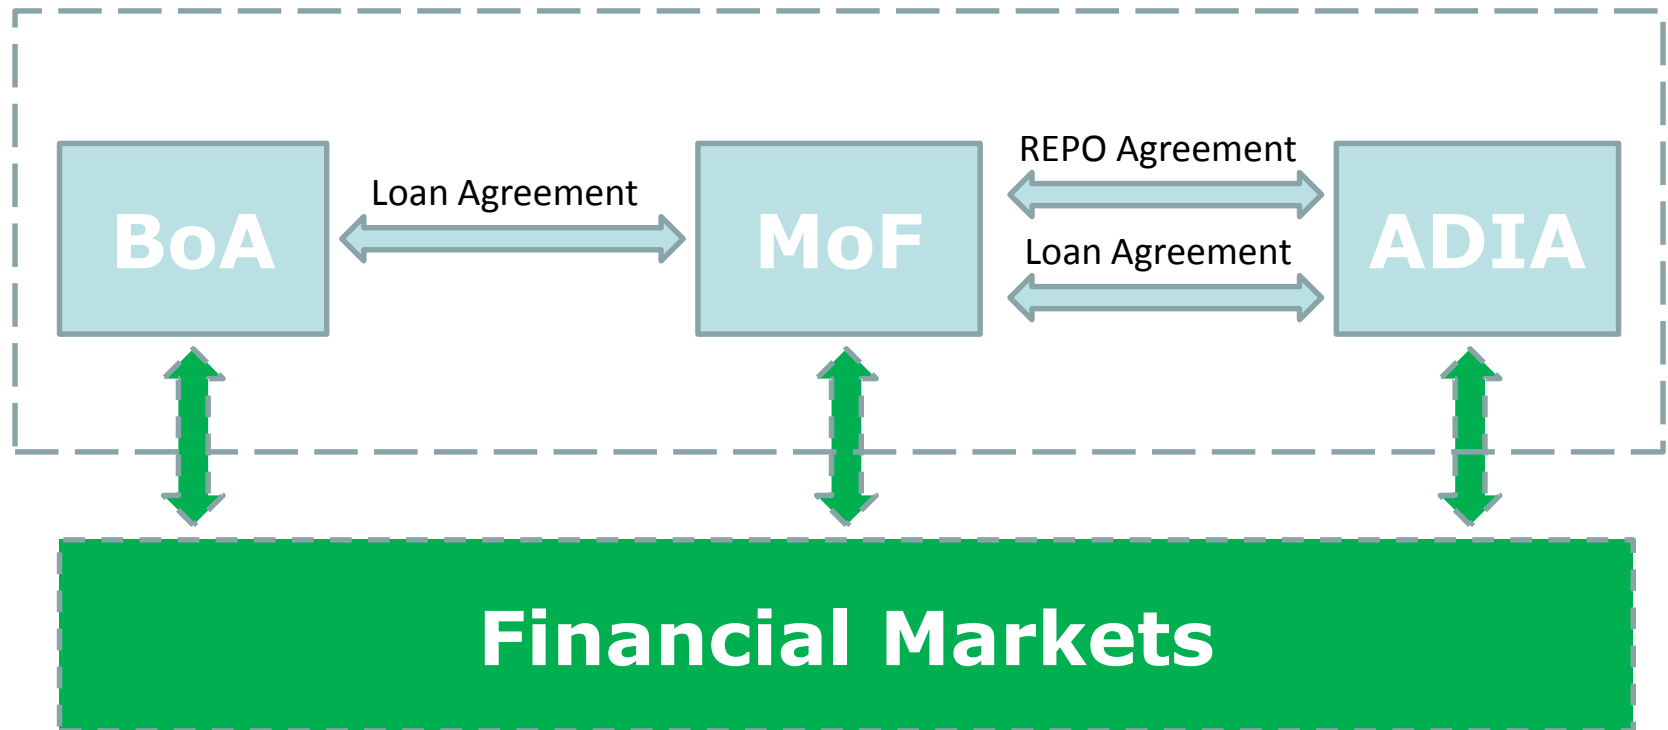 REPO Agreement
Loan Agreement
BoA
MoF
ADIA
Loan Agreement
Financial Markets